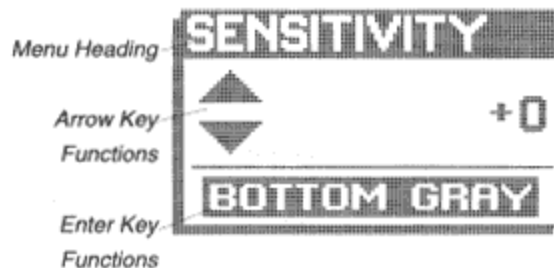 SENSITIVITY
Menu Heading
Arrow Key
Functions
+0
BOTTOM GRAY
Enter Key
Functions